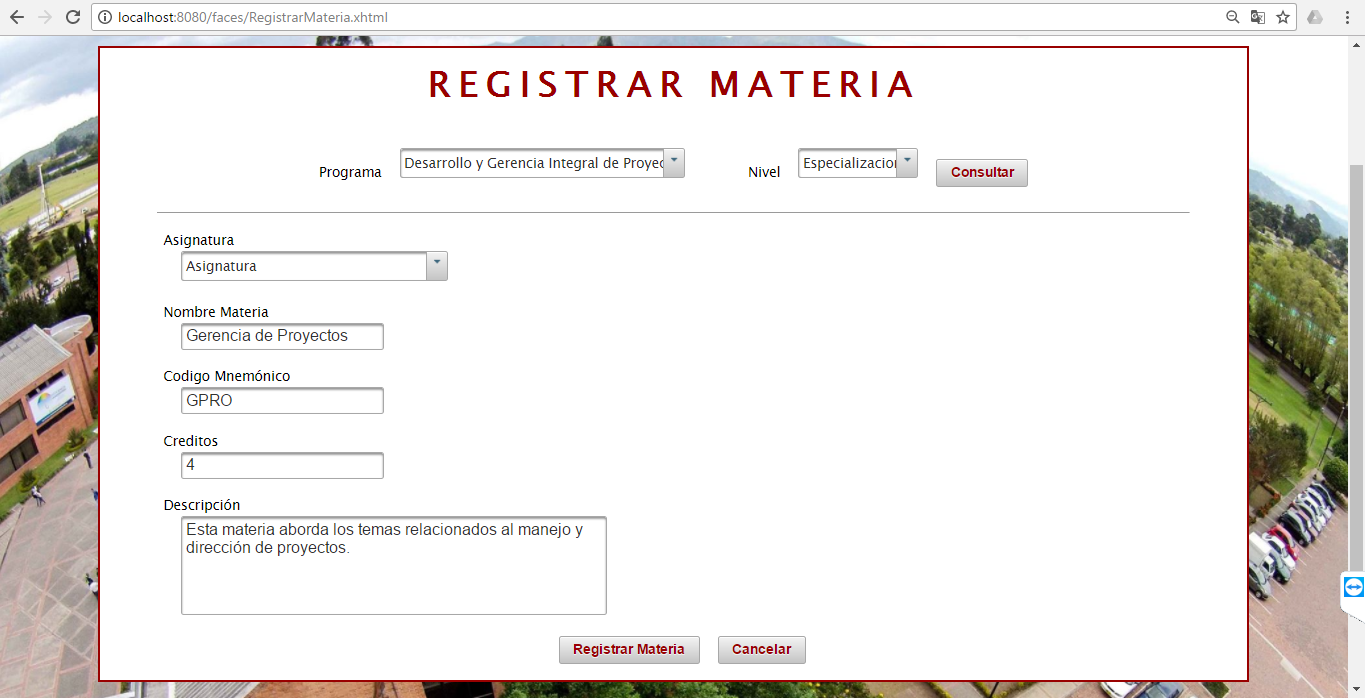 localhost:8080/faces/RegistrarMateria.xhtml
REGISTRAR MATERIA
Programa Desarrollo y Gerencia Integral de Proyec Nivel Especializacion Consultar
Asignatura
Asignatura
Nombre Materia
Gerencia de Proyectos
Codigo Mnemónico
GPRO
Creditos
4
Descripción
Esta materia aborda los temas relacionados al manejo y
dirección de proyectos.
Registrar Materia Cancelar